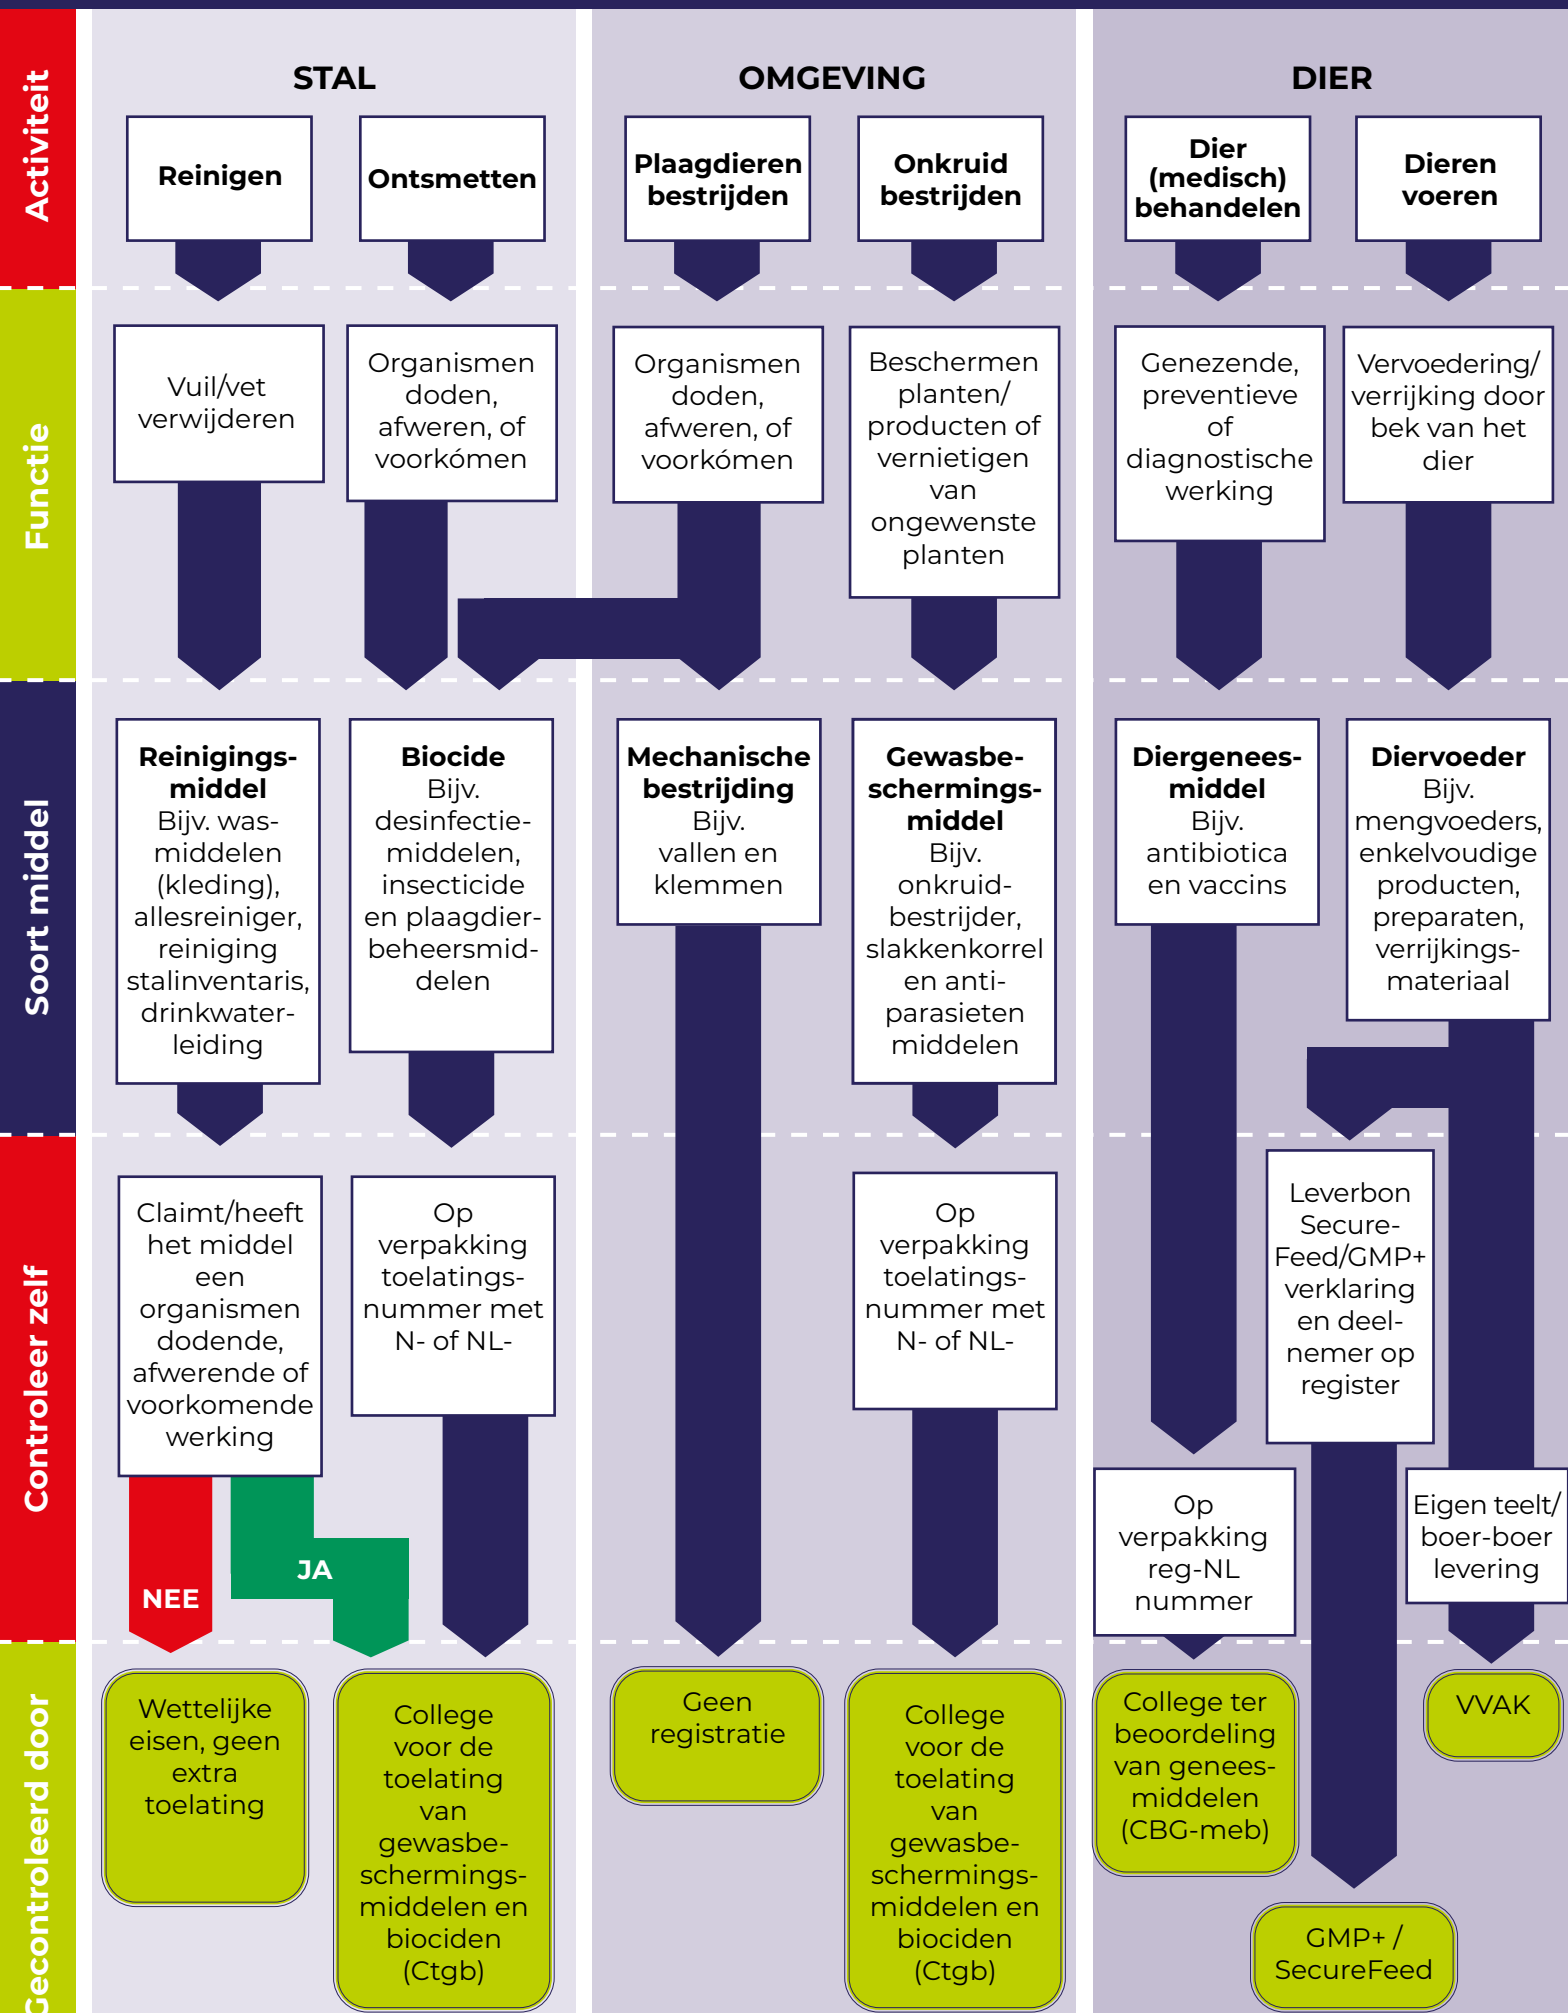 Activiteit
STAL
OMGEVING
DIER
Reinigen
Ontsmetten
Plaagdieren
bestrijden
Onkruid
bestrijden
Dier
(medisch)
behandelen
Dieren
voeren
Functie
Vuil/vet
verwijderen
Organismen
doden,
afweren, of
voorkómen
Organismen
doden,
afweren, of
voorkómen
Beschermen
planten/
producten of
vernietigen
van
ongewenste
planten
Genezende,
preventieve
of
diagnostische
werking
Vervoedering/
verrijking door
bek van het
dier
Soort middel
Reinigings-
middel
Bijv. was-
middelen
(kleding),
allesreiniger,
reiniging
stalinventaris,
drinkwater-
leiding
Biocide
Bijv.
desinfectie-
middelen,
insecticide
en plaagdier-
beheersmid-
delen
Mechanische
bestrijding
Bijv.
vallen en
klemmen
Gewasbe-
schermings-
middel
Bijv.
onkruid-
bestrijder,
slakkenkorrel
en anti-
parasieten
middelen
Diergenees-
middel
Bijv.
antibiotica
en vaccins
Diervoeder
Bijv.
mengvoeders,
enkelvoudige
producten,
preparaten,
verrijkings-
materiaal
Controleer zelf
Claimt/heeft
het middel
een
organismen
dodende,
afwerende of
voorkomende
werking
NEE
JA
Op
verpakking
toelatings-
nummer met
N- of NL-
Op
verpakking
toelatings-
nummer met
N- of NL-
Op
verpakking
reg-NL
nummer
Leverbon
Secure-
Feed/GMP+
verklaring
en deel-
nemer op
register
Eigen teelt/
boer-boer
levering
Gecontroleerd door
Wettelijke
eisen, geen
extra
toelating
College
voor de
toelating
van
gewasbe-
schermings-
middelen en
biociden
(Ctgb)
Geen
registratie
College
voor de
toelating
van
gewasbe-
schermings-
middelen en
biociden
(Ctgb)
College ter
beoordeling
van genees-
middelen
(CBG-meb)
GMP+ /
SecureFeed
VVAK